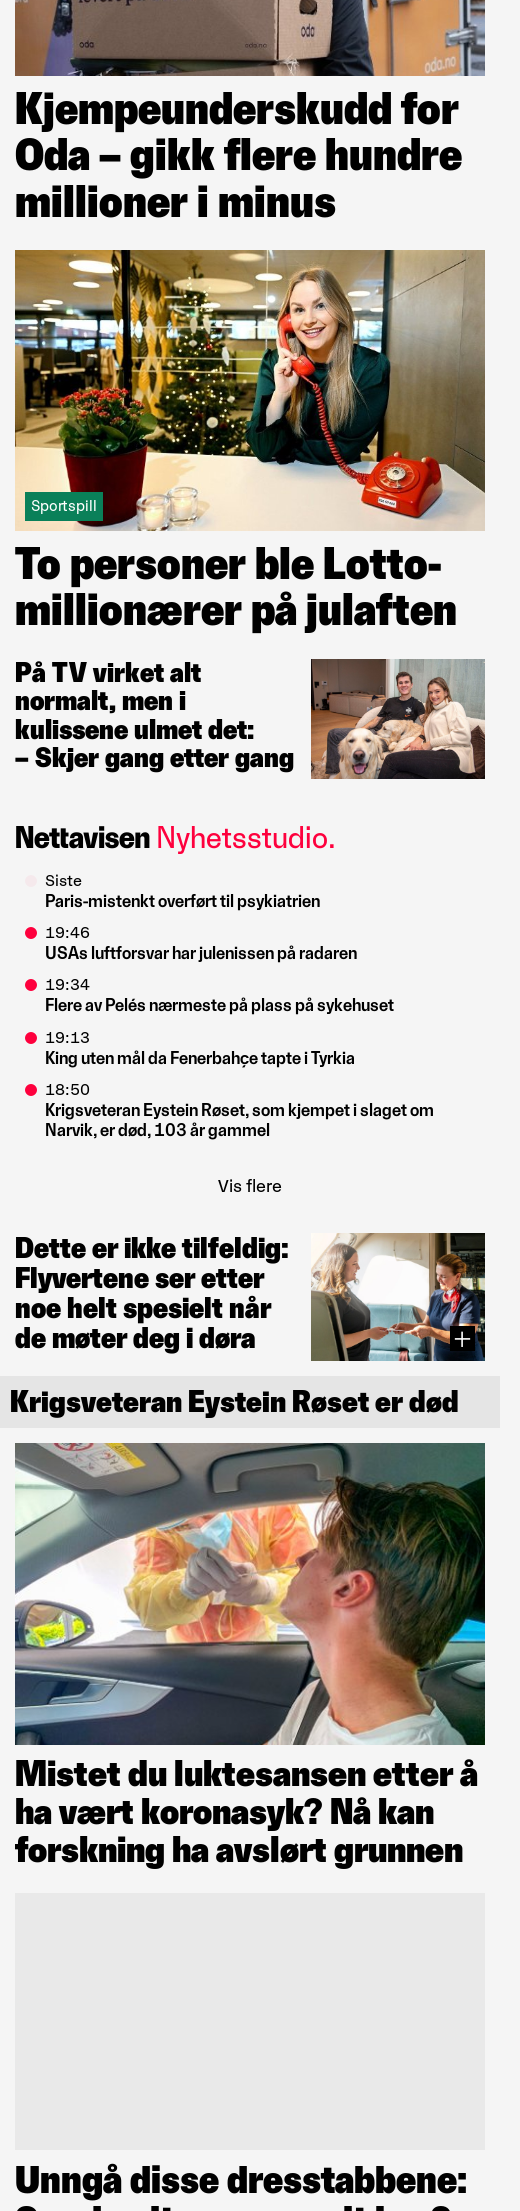 oda
oda.no
oda.no
Kjempeunderskudd for
Oda – gikk flere hundre
millioner i minus
Sportspill
To personer ble Lotto-
millionærer på julaften
På TV virket alt
normalt, men i
kulissene ulmet det:
– Skjer gang etter gang
Nettavisen Nyhetsstudio.
Siste
Paris-mistenkt overført til psykiatrien
19:46
USAs luftforsvar har julenissen på radaren
19:34
Flere av Pelés nærmeste på plass på sykehuset
19:13
King uten mål da Fenerbahçe tapte i Tyrkia
18:50
Krigsveteran Eystein Røset, som kjempet i slaget om
Narvik, er død, 103 år gammel
Vis flere
Dette er ikke tilfeldig:
Flyvertene ser etter
noe helt spesielt når
de møter deg i døra
Krigsveteran Eystein Røset er død
Mistet du luktesansen etter å
ha vært koronasyk? Nå kan
forskning ha avslørt grunnen
Unngå disse dresstabbene: